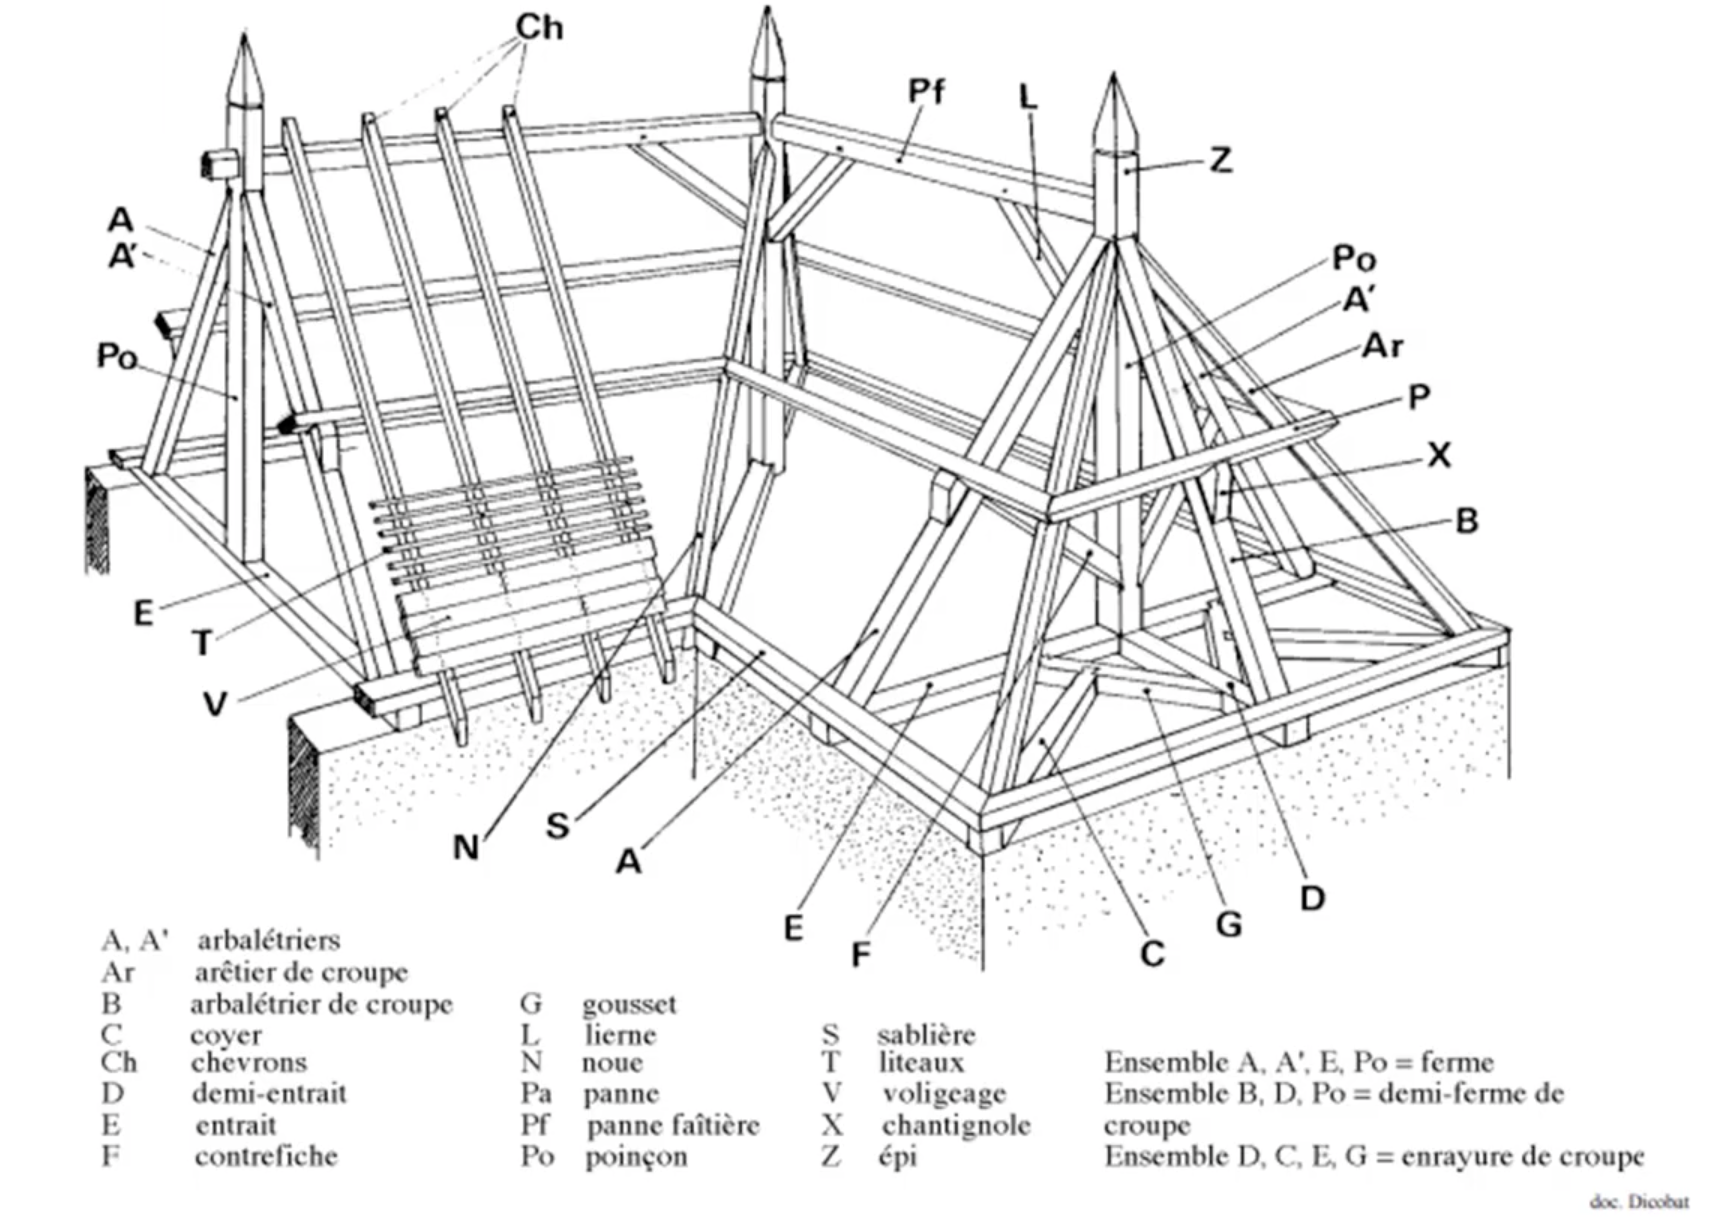 Ch
Pf
L
Z
A
A'
Po
A'
Po
Ar
P
X
B
E
T
V
N
S
A
E
F
C
G
D
A, A' arbalétriers
Ar arêtier de croupe
B arbalétrier de croupe
C coyer
Ch chevrons
D demi-entrait
E entrait
F contrefiche
G gousset
L lierne
N noue
Pa panne
Pf panne faîtière
Po poinçon
S sablière
T liteaux
V voligeage
X chantignole
Z épi
Ensemble A, A', E, Po = ferme
Ensemble B, D, Po = demi-ferme de
croupe
Ensemble D, C, E, G = enrayure de croupe
doc. Dicobat